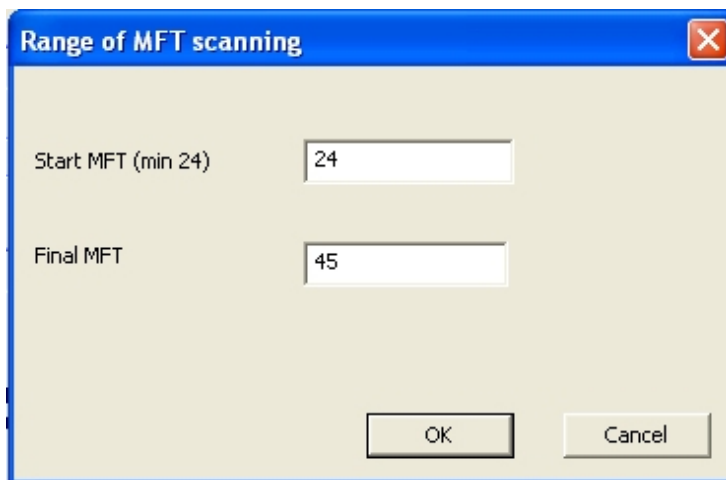 Range of MFT scanning
Start MFT (min 24) 24
Final MFT 45
OK Cancel